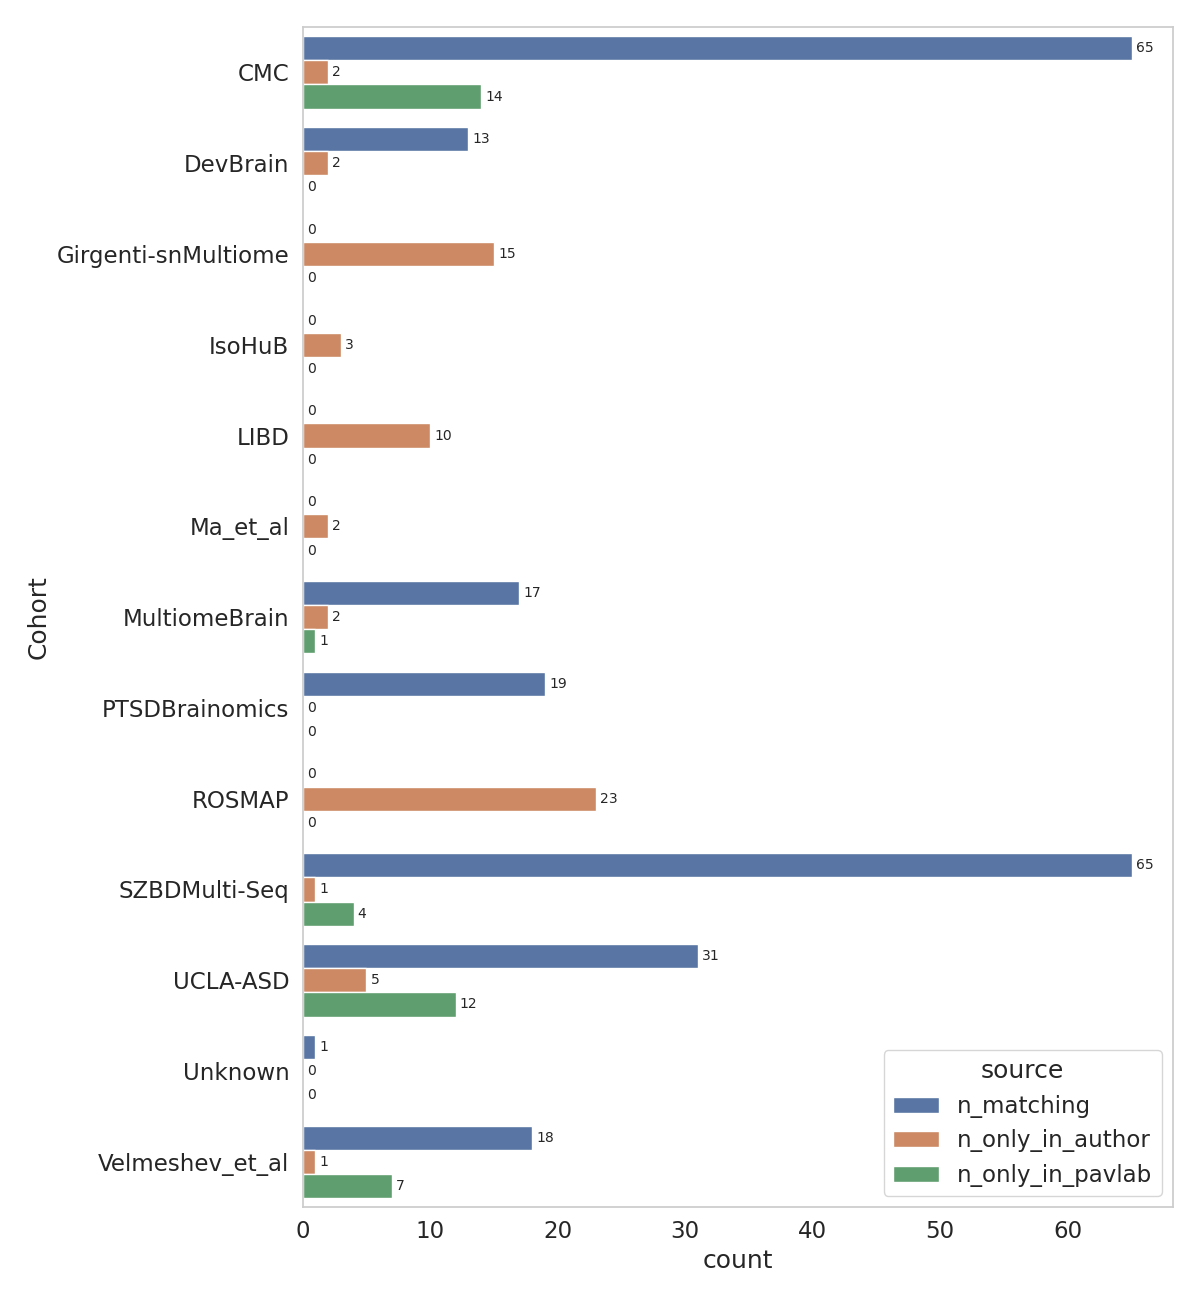 CMC
65
2
14
DevBrain
13
2
0
Girgenti-snMultiome
0
15
0
IsoHuB
0
3
0
LIBD
0
10
0
Ma_et_al
0
2
0
MultiomeBrain
17
2
1
PTSDBrainomics
19
0
0
ROSMAP
0
23
0
SZBDMulti-Seq
65
1
4
UCLA-ASD
31
5
12
Unknown
1
0
0
Velmeshev_et_al
18
1
7
Cohort
0 10 20 30 40 50 60
count
source
n_matching
n_only_in_author
n_only_in_pavlab